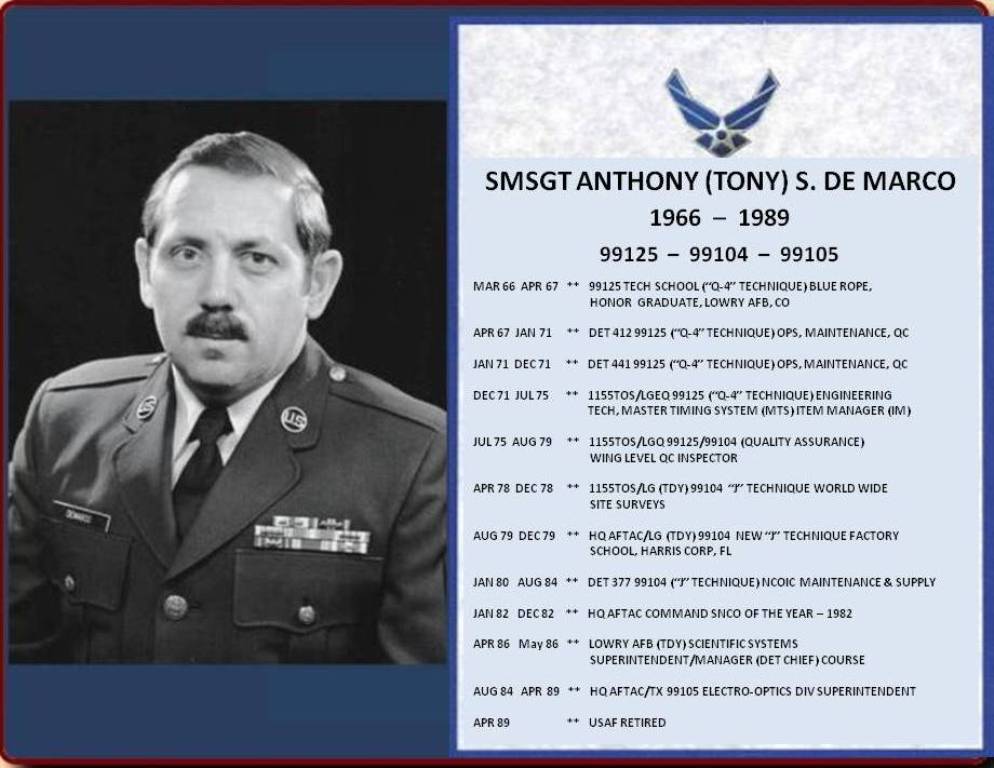 SMSGT ANTHONY (TONY) S. DE MARCO
1966 – 1989
99125 – 99104 – 99105
MAR 66 APR 67 ** 99125 TECH SCHOOL ("Q-4" TECHNIQUE) BLUE ROPE,
HONOR GRADUATE, LOWRY AFB, CO
APR 67 JAN 71 ** DET 412 99125 ("Q-4" TECHNIQUE) OPS, MAINTENANCE, QC
JAN 71 DEC 71 ** DET 441 99125 ("Q-4" TECHNIQUE) OPS, MAINTENANCE, QC
DEC 71 JUL 75 ** 1155TOS/LGEQ 99125 ("Q-4" TECHNIQUE) ENGINEERING
TECH, MASTER TIMING SYSTEM (MTS) ITEM MANAGER (IM)
JUL 75 AUG 79 ** 1155TOS/LGQ 99125/99104 (QUALITY ASSURANCE)
WING LEVEL QC INSPECTOR
APR 78 DEC 78 ** 1155TOS/LG (TDY) 99104 "J" TECHNIQUE WORLD WIDE
SITE SURVEYS
AUG 79 DEC 79 ** HQ AFTAC/LG (TDY) 99104 NEW "J" TECHNIQUE FACTORY
SCHOOL, HARRIS CORP, FL
JAN 80 AUG 84 ** DET 377 99104 ("J" TECHNIQUE) NCOIC MAINTENANCE & SUPPLY
JAN 82 DEC 82 ** HQ AFTAC COMMAND SNCO OF THE YEAR – 1982
APR 86 May 86 ** LOWRY AFB (TDY) SCIENTIFIC SYSTEMS
SUPERINTENDENT/MANAGER (DET CHIEF) COURSE
AUG 84 APR 89 ** HQ AFTAC/TX 99105 ELECTRO-OPTICS DIV SUPERINTENDENT
APR 89 ** USAF RETIRED
US
US
DEMARCO